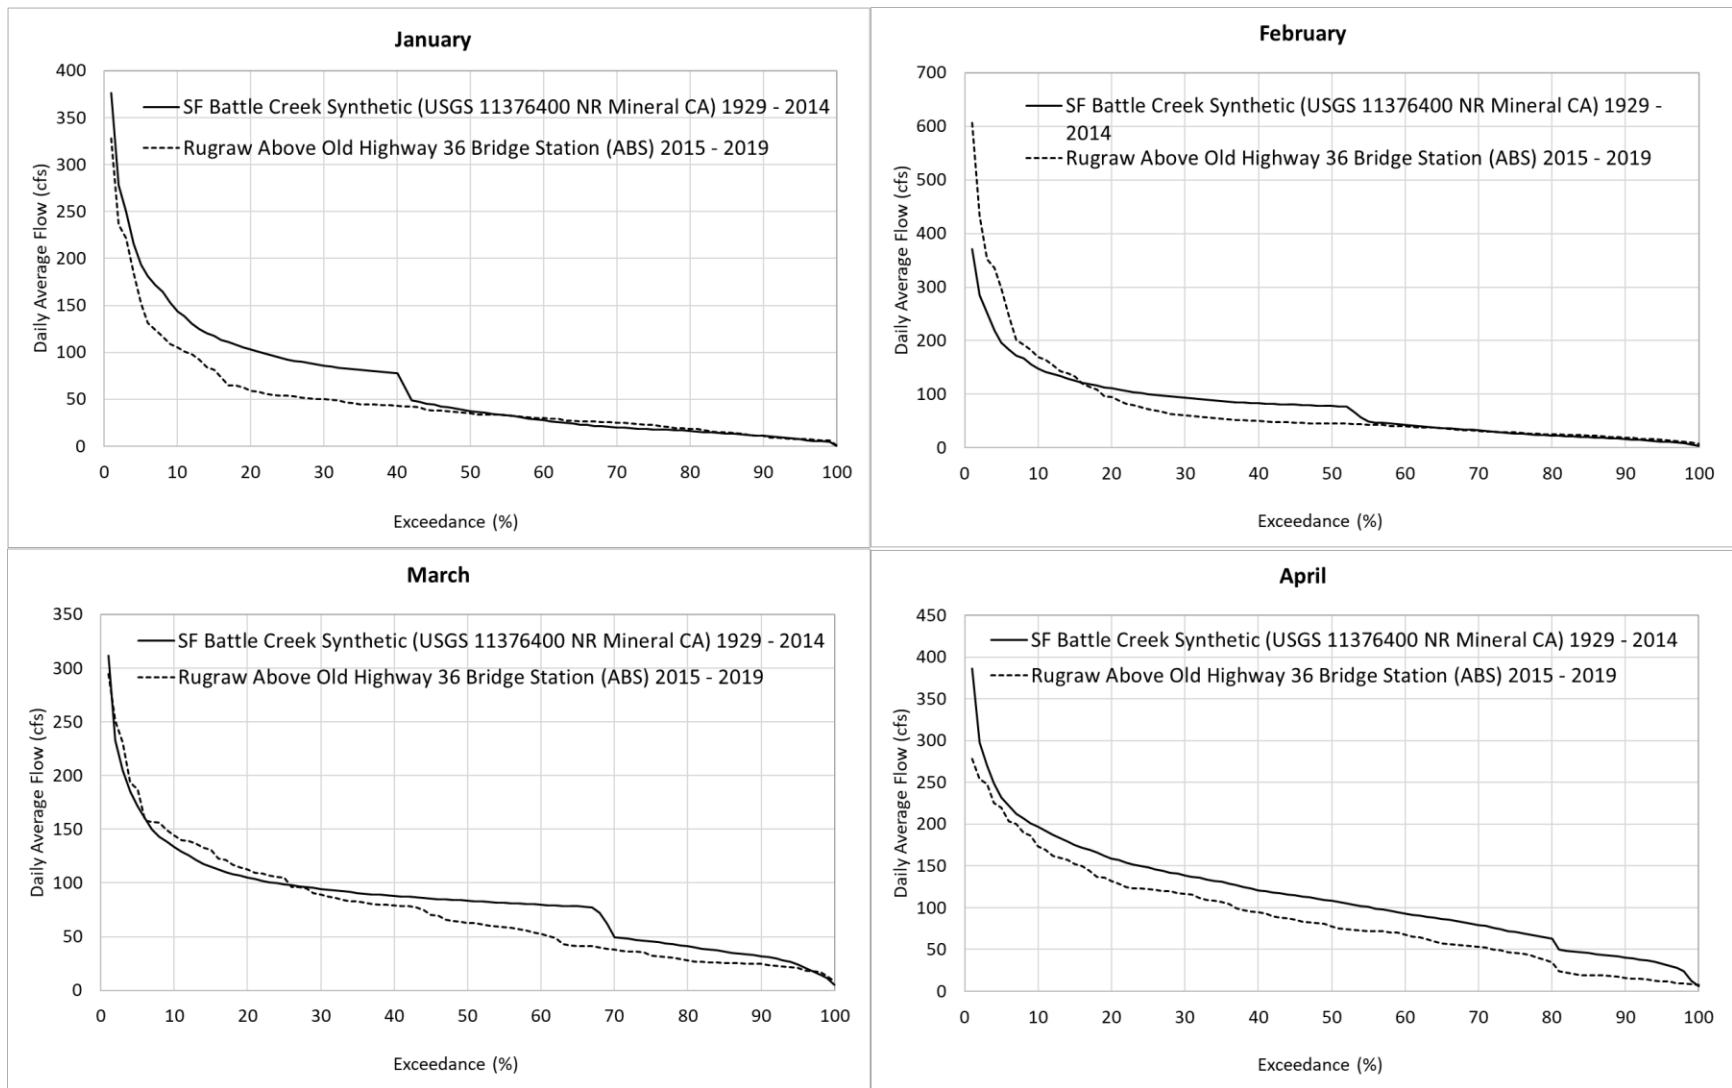 January
400
350
300
250
200
150
100
50
0
Daily Average Flow (cfs)
SF Battle Creek Synthetic (USGS 11376400 NR Mineral CA) 1929 - 2014
Rugraw Above Old Highway 36 Bridge Station (ABS) 2015 - 2019
0 10 20 30 40 50 60 70 80 90 100
Exceedance (%)
February
700
600
500
400
300
200
100
0
Daily Average Flow (cfs)
SF Battle Creek Synthetic (USGS 11376400 NR Mineral CA) 1929 -
2014
Rugraw Above Old Highway 36 Bridge Station (ABS) 2015 - 2019
0 10 20 30 40 50 60 70 80 90 100
Exceedance (%)
March
350
300
250
200
150
100
50
0
Daily Average Flow (cfs)
SF Battle Creek Synthetic (USGS 11376400 NR Mineral CA) 1929 - 2014
Rugraw Above Old Highway 36 Bridge Station (ABS) 2015 - 2019
0 10 20 30 40 50 60 70 80 90 100
Exceedance (%)
April
450
400
350
300
250
200
150
100
50
0
Daily Average Flow (cfs)
SF Battle Creek Synthetic (USGS 11376400 NR Mineral CA) 1929 - 2014
Rugraw Above Old Highway 36 Bridge Station (ABS) 2015 - 2019
0 10 20 30 40 50 60 70 80 90 100
Exceedance (%)